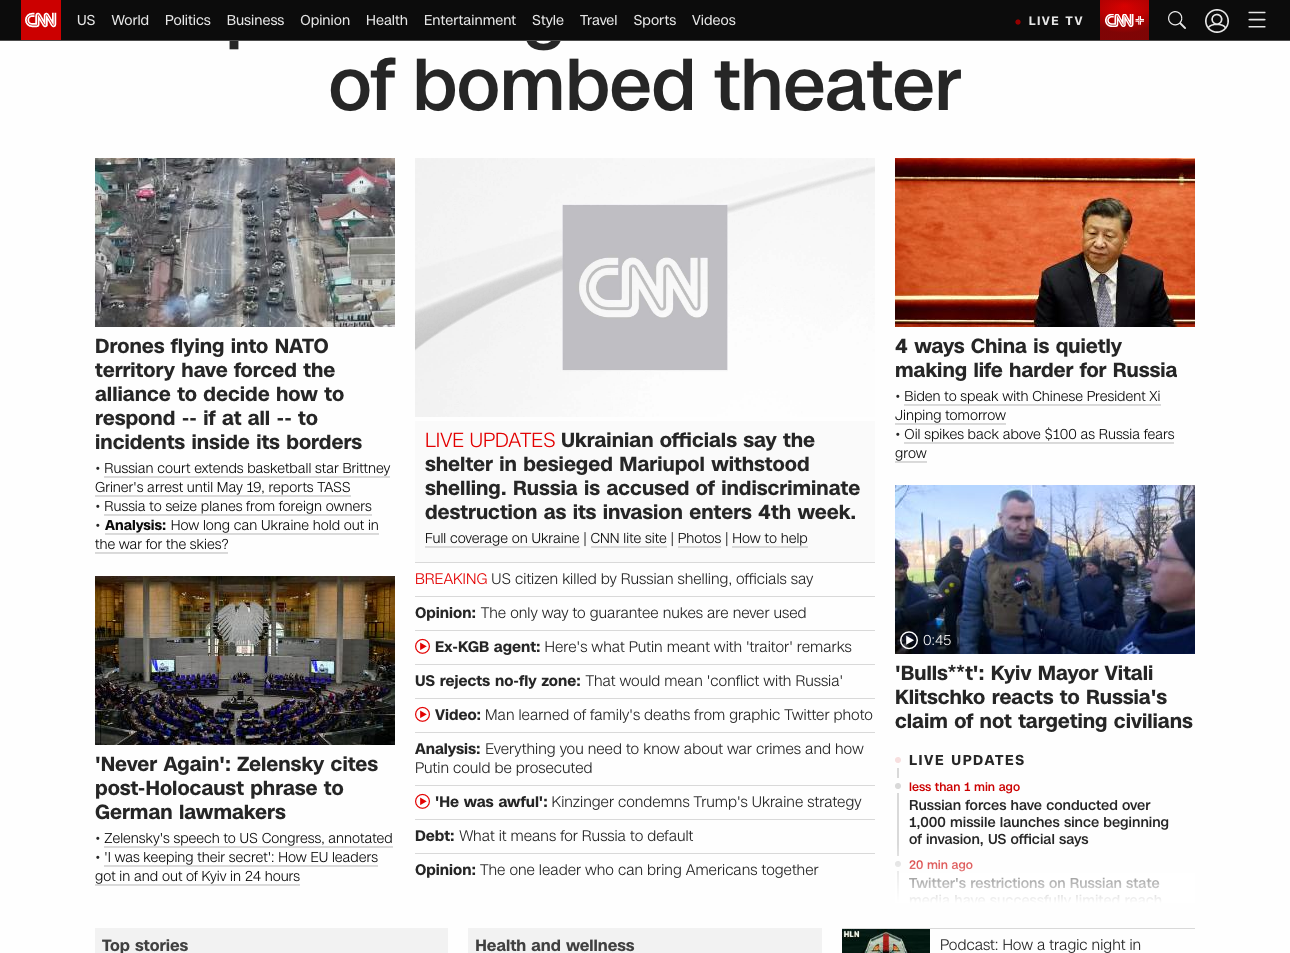 CNN US World Politics Business Opinion Health Entertainment Style Travel Sports Videos LIVE TV CNN+
of bombed theater
Drones flying into NATO
territory have forced the
alliance to decide how to
respond -- if at all -- to
incidents inside its borders
• Russian court extends basketball star Brittney
Griner's arrest until May 19, reports TASS
• Russia to seize planes from foreign owners
• Analysis: How long can Ukraine hold out in
the war for the skies?
'Never Again': Zelensky cites
post-Holocaust phrase to
German lawmakers
• Zelensky's speech to US Congress, annotated
• 'I was keeping their secret': How EU leaders
got in and out of Kyiv in 24 hours
CNN
LIVE UPDATES Ukrainian officials say the
shelter in besieged Mariupol withstood
shelling. Russia is accused of indiscriminate
destruction as its invasion enters 4th week.
Full coverage on Ukraine | CNN lite site | Photos | How to help
BREAKING US citizen killed by Russian shelling, officials say
Opinion: The only way to guarantee nukes are never used
Ex-KGB agent: Here's what Putin meant with 'traitor' remarks
US rejects no-fly zone: That would mean 'conflict with Russia'
Video: Man learned of family's deaths from graphic Twitter photo
Analysis: Everything you need to know about war crimes and how
Putin could be prosecuted
'He was awful': Kinzinger condemns Trump's Ukraine strategy
Debt: What it means for Russia to default
Opinion: The one leader who can bring Americans together
4 ways China is quietly
making life harder for Russia
• Biden to speak with Chinese President Xi
Jinping tomorrow
• Oil spikes back above $100 as Russia fears
grow
0:45
'Bulls**t': Kyiv Mayor Vitali
Klitschko reacts to Russia's
claim of not targeting civilians
LIVE UPDATES
less than 1 min ago
Russian forces have conducted over
1,000 missile launches since beginning
of invasion, US official says
20 min ago
Twitter's restrictions on Russian state
media have successfully limited reach
Top stories
Health and wellness
HLN
Podcast: How a tragic night in